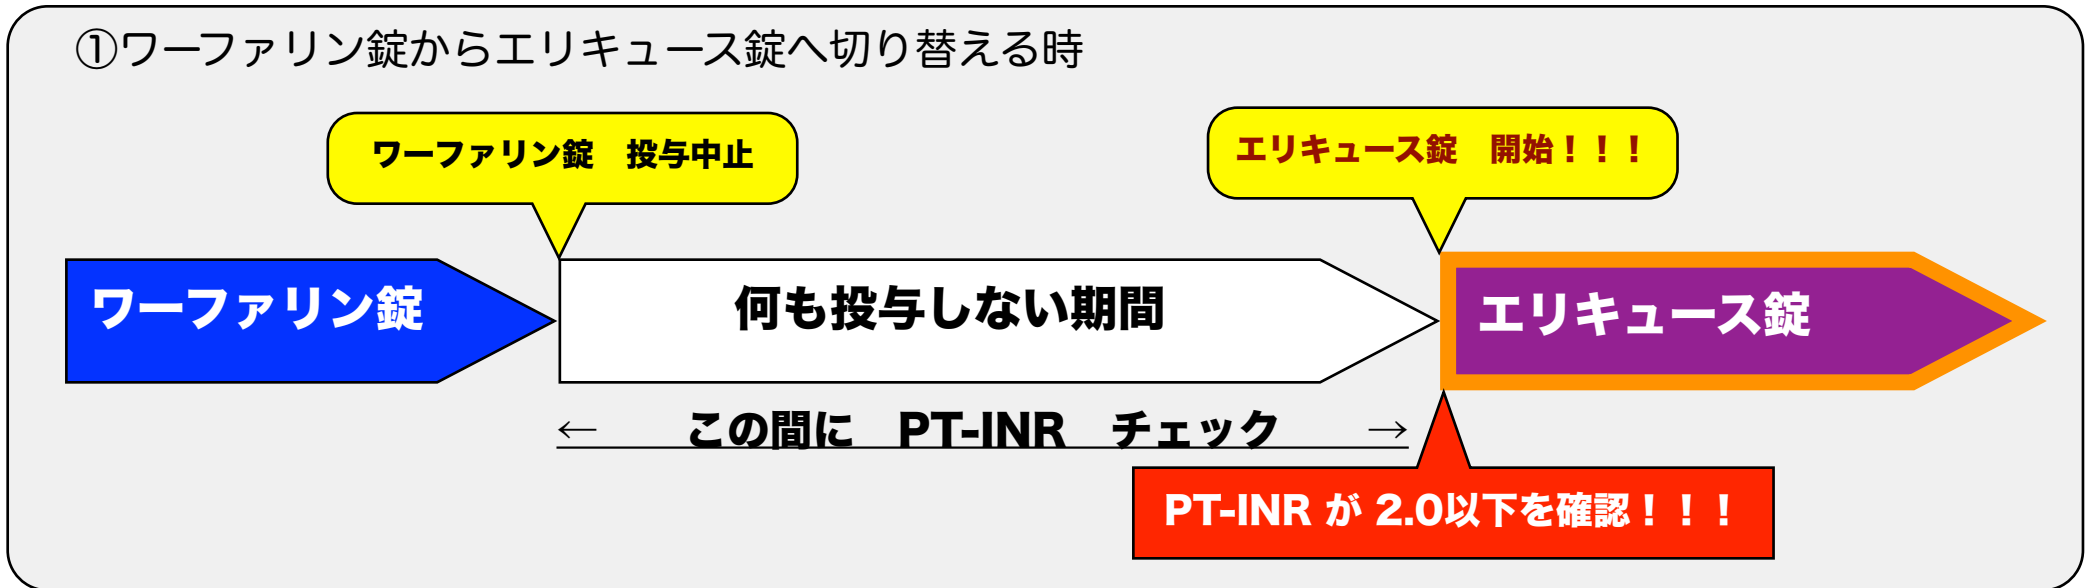 ①ワーファリン錠からエリキュース錠へ切り替える時
ワーファリン錠　投与中止
エリキュース錠　開始！！！
ワーファリン錠
何も投与しない期間
エリキュース錠
←　　この間に　PT-INR　チェック　　→
PT-INR が 2.0以下を確認！！！